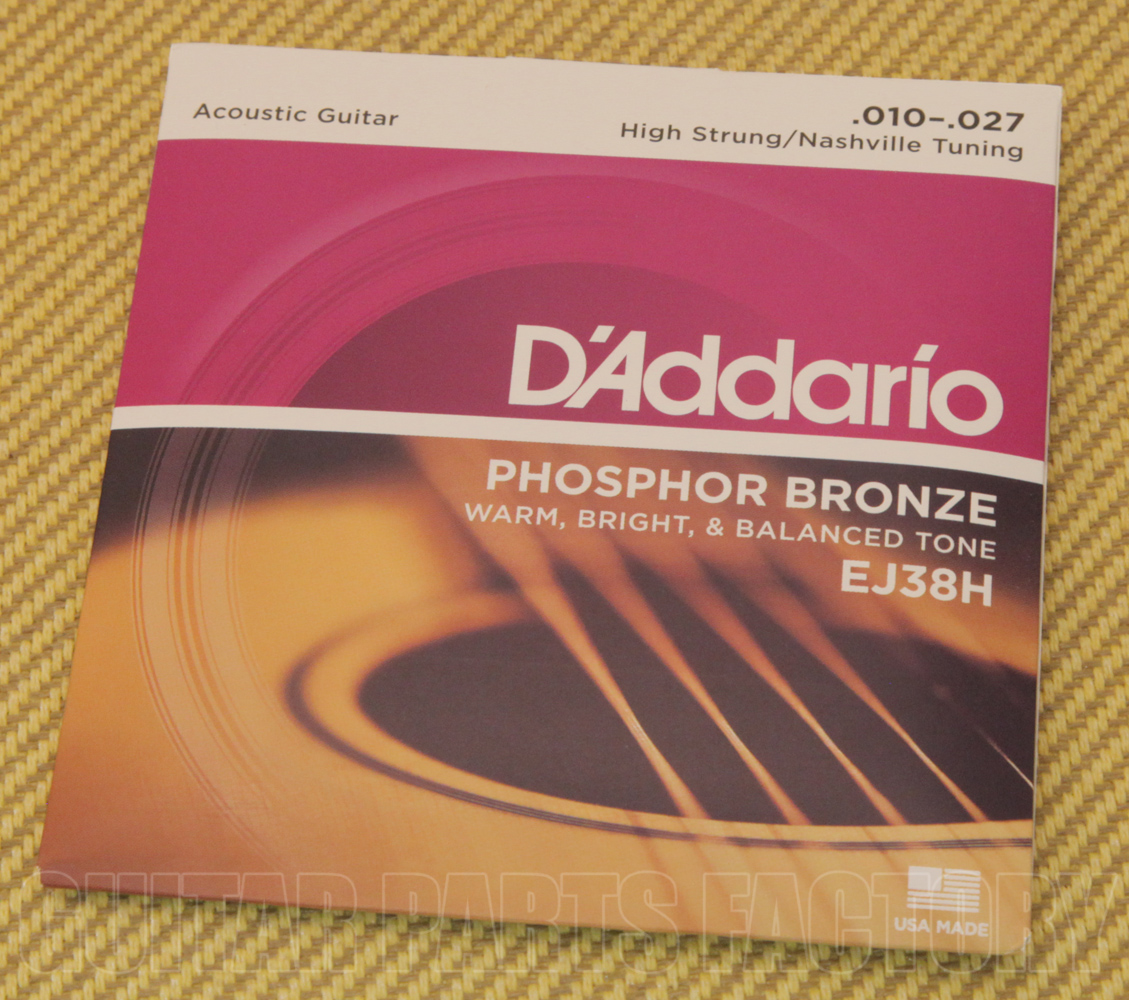 Acoustic Guitar
.010–.027
High Strung/Nashville Tuning
D'Addario
PHOSPHOR BRONZE
WARM, BRIGHT, & BALANCED TONE
EJ38H
USA MADE
GUITAR PARTS FACTORY